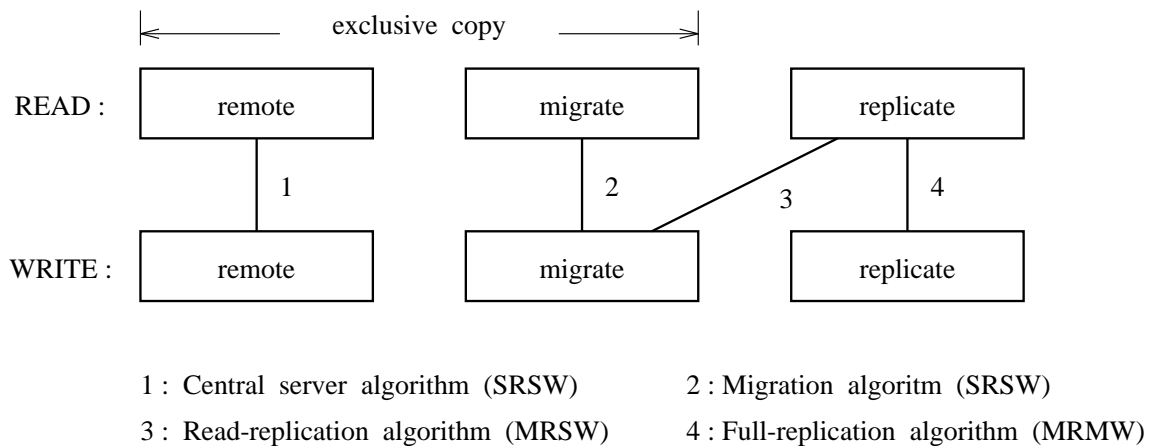 exclusive copy
READ : remote migrate replicate
1 2 3 4
WRITE : remote migrate replicate
1 : Central server algorithm (SRSW) 2 : Migration algoritm (SRSW)
3 : Read-replication algorithm (MRSW) 4 : Full-replication algorithm (MRMW)